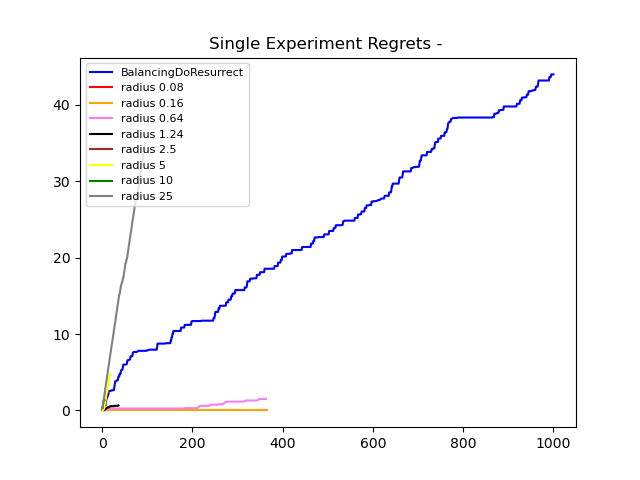 Single Experiment Regrets -
BalancingDoResurrect
radius 0.08
radius 0.16
radius 0.64
radius 1.24
radius 2.5
radius 5
radius 10
radius 25
40
30
20
10
0
0 200 400 600 800 1000